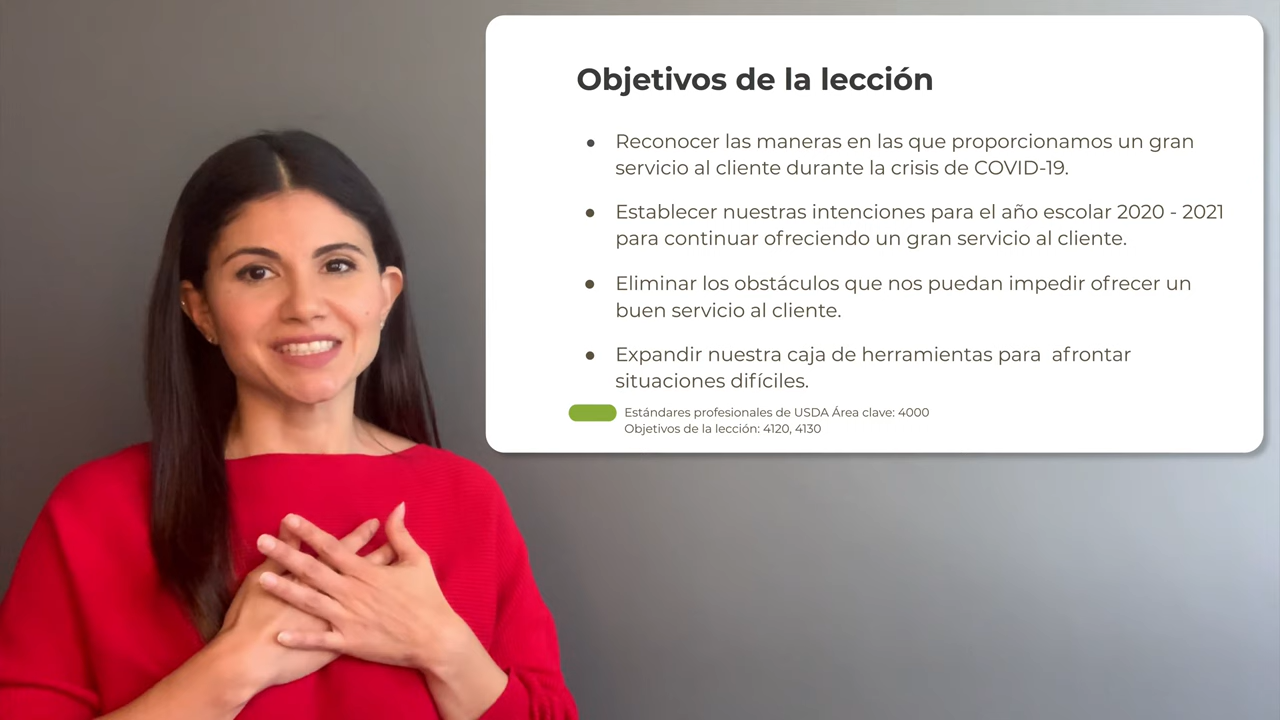 Objetivos de la lección
● Reconocer las maneras en las que proporcionamos un gran
servicio al cliente durante la crisis de COVID-19.
● Establecer nuestras intenciones para el año escolar 2020 - 2021
para continuar ofreciendo un gran servicio al cliente.
● Eliminar los obstáculos que nos puedan impedir ofrecer un
buen servicio al cliente.
● Expandir nuestra caja de herramientas para  afrontar
situaciones difíciles.
Estándares profesionales de USDA Área clave: 4000
Objetivos de la lección: 4120, 4130